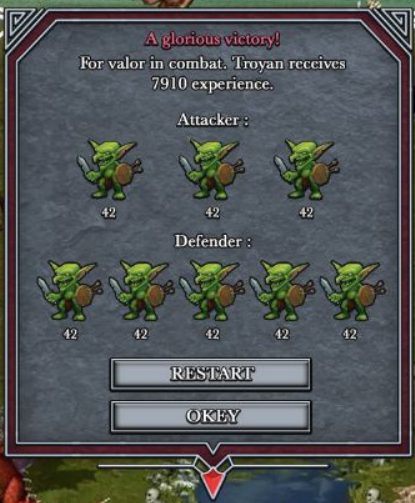 A glorious victory!
For valor in combat. Troyan receives
7910 experience.
Attacker :
42 42 42
Defender :
42 42 42 42 42
RESTART
OKEY